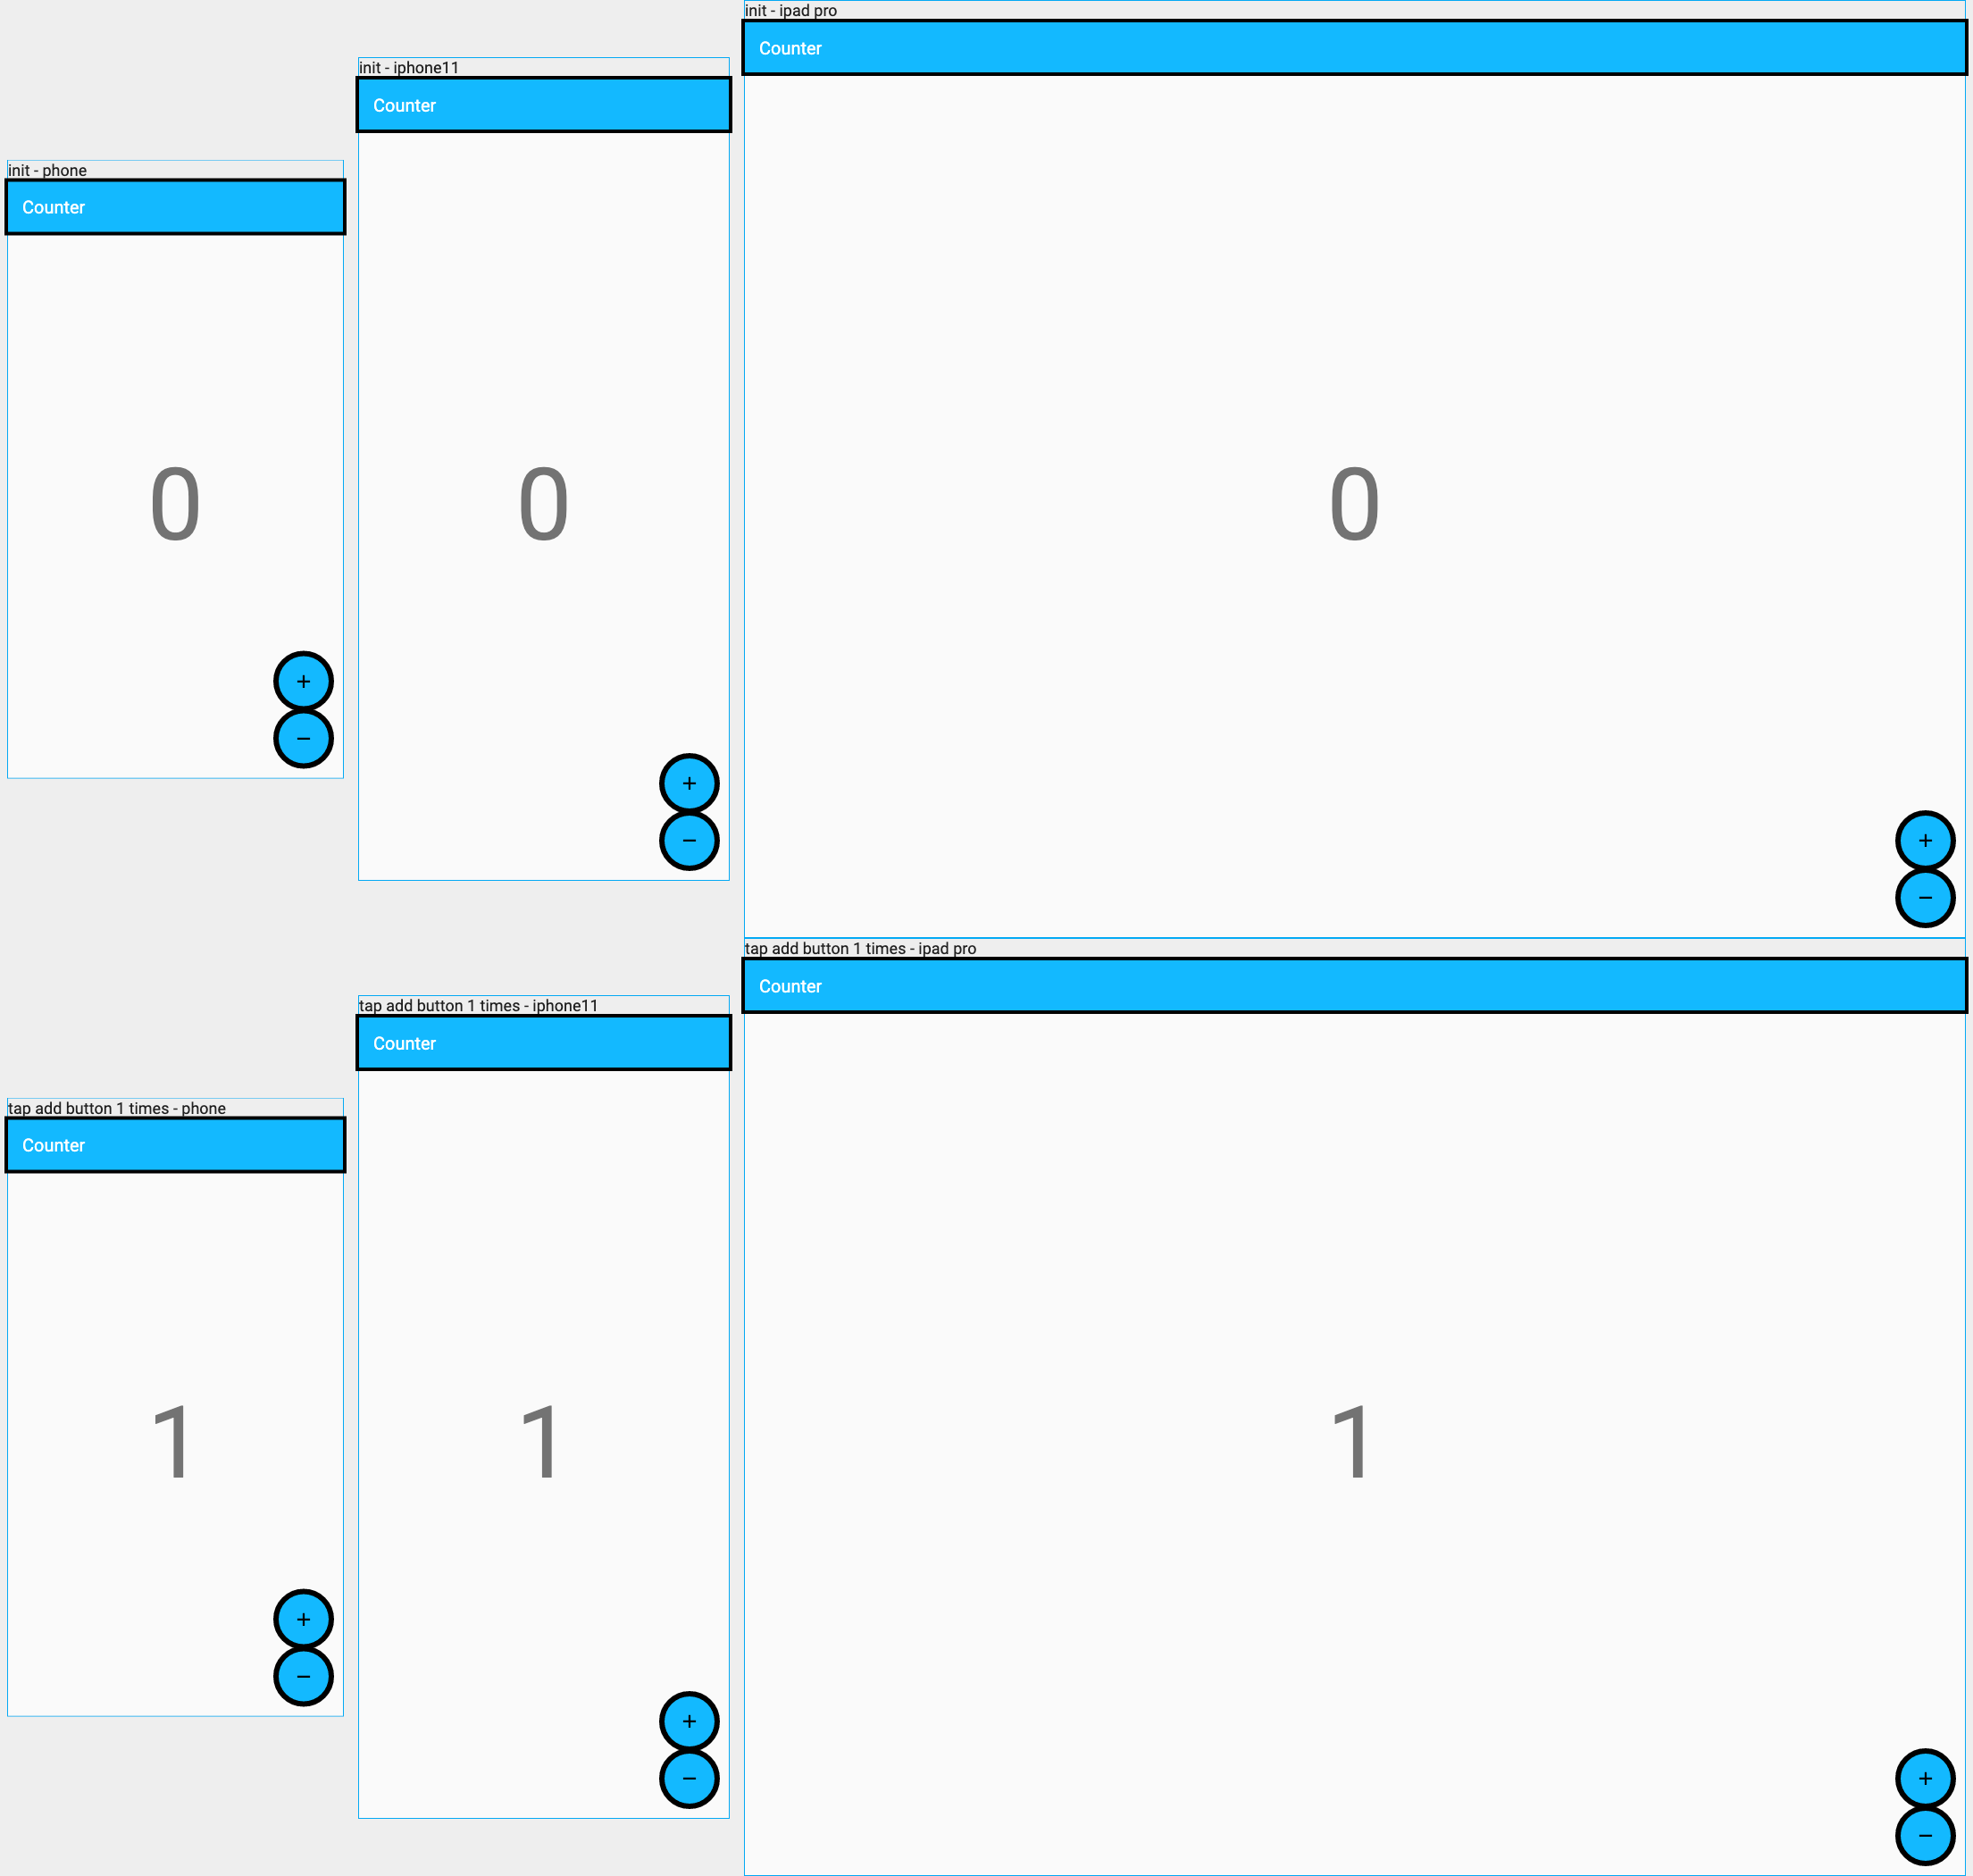 init - phone
Counter
0
+
−
init - iphone11
Counter
0
+
−
init - ipad pro
Counter
0
+
−
tap add button 1 times - phone
Counter
1
+
−
tap add button 1 times - iphone11
Counter
1
+
−
tap add button 1 times - ipad pro
Counter
1
+
−